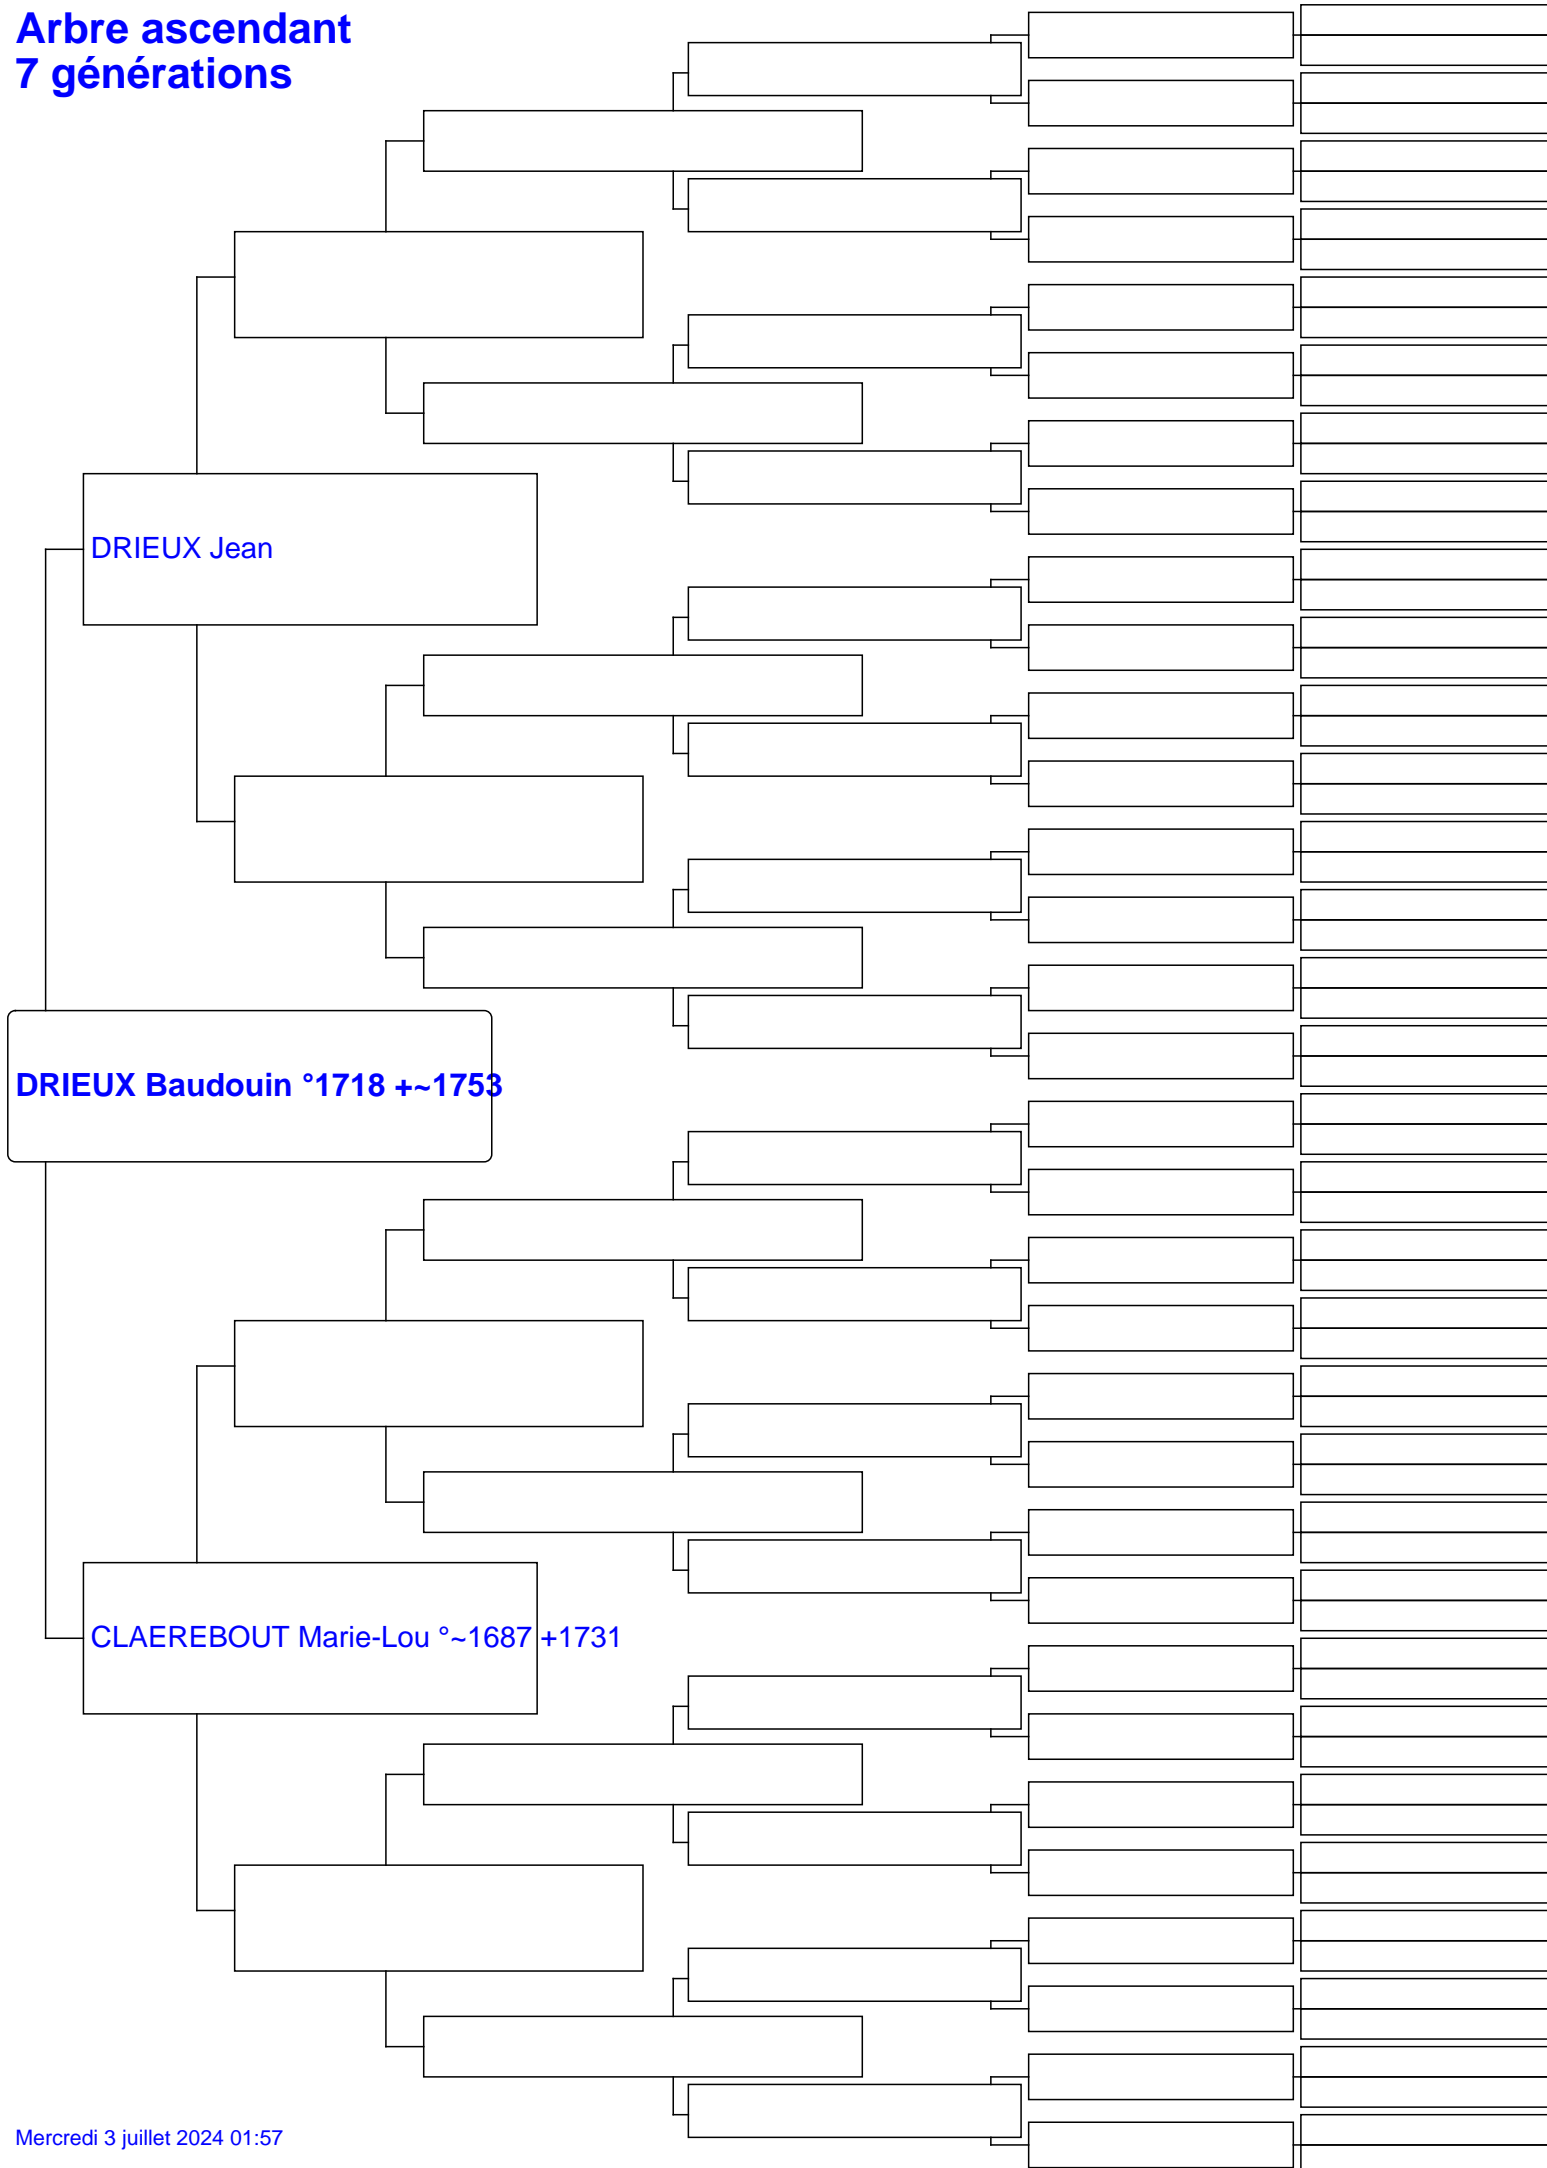 Arbre ascendant
7 générations
DRIEUX Jean
DRIEUX Baudouin °1718 +~1753
CLAEREBOUT Marie-Lou °~1687 +1731
Mercredi 3 juillet 2024 01:57